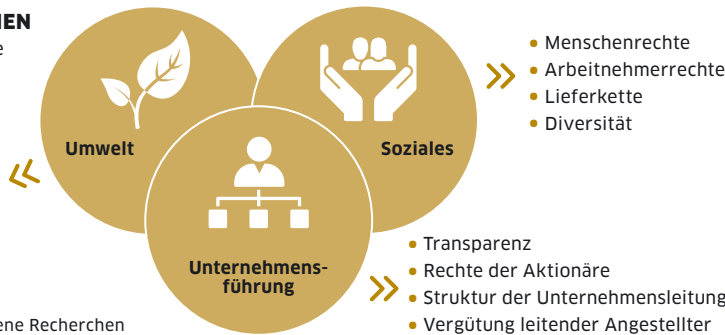 EN
e
• Menschenrechte
• Arbeitnehmerrechte
• Lieferkette
• Diversität
Umwelt
Soziales
Unternehmens-
führung
• Transparenz
• Rechte der Aktionäre
• Struktur der Unternehmensleitung
• Vergütung leitender Angestellter
ene Recherchen